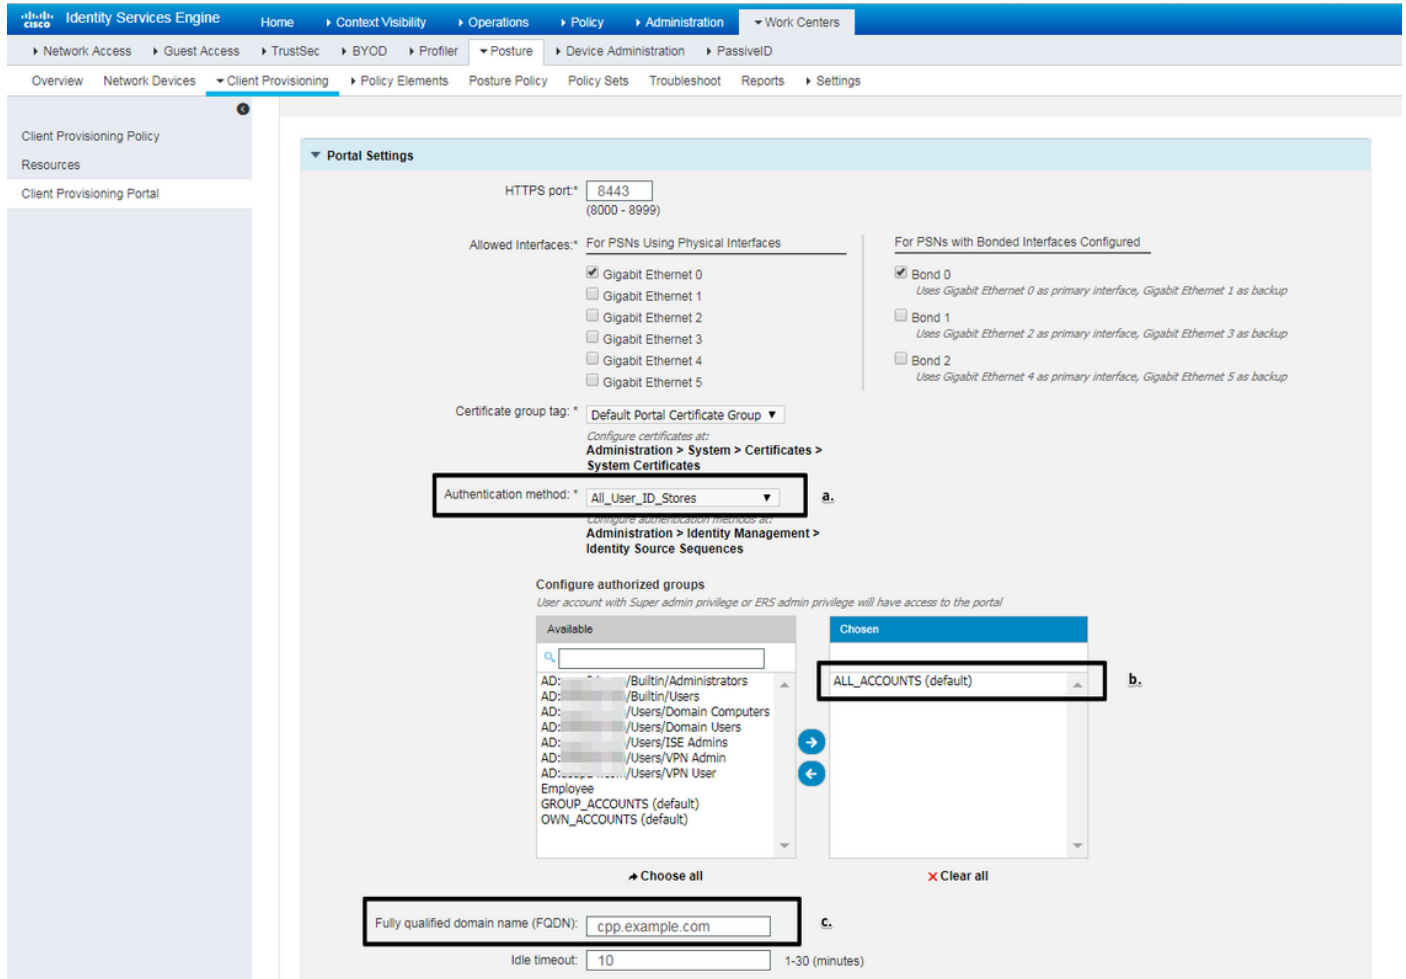 cisco Identity Services Engine Home Context Visibility Operations Policy Administration Work Centers
Network Access Guest Access TrustSec BYOD Profiler Posture Device Administration PassiveID
Overview Network Devices Client Provisioning Policy Elements Posture Policy Policy Sets Troubleshoot Reports Settings
Client Provisioning Policy
Resources
Client Provisioning Portal
Portal Settings
HTTPS port:* 8443
(8000 - 8999)
Allowed Interfaces:* For PSNs Using Physical Interfaces
Gigabit Ethernet 0
Gigabit Ethernet 1
Gigabit Ethernet 2
Gigabit Ethernet 3
Gigabit Ethernet 4
Gigabit Ethernet 5
For PSNs with Bonded Interfaces Configured
Bond 0
Uses Gigabit Ethernet 0 as primary interface, Gigabit Ethernet 1 as backup
Bond 1
Uses Gigabit Ethernet 2 as primary interface, Gigabit Ethernet 3 as backup
Bond 2
Uses Gigabit Ethernet 4 as primary interface, Gigabit Ethernet 5 as backup
Certificate group tag: * Default Portal Certificate Group
Configure certificates at:
Administration > System > Certificates >
System Certificates
Authentication method: * All_User_ID_Stores a.
Configure authentication methods at:
Administration > Identity Management >
Identity Source Sequences
Configure authorized groups
User account with Super admin privilege or ERS admin privilege will have access to the portal
Available
AD: /Builtin/Administrators
AD: /Builtin/Users
AD: /Users/Domain Computers
AD: /Users/Domain Users
AD: /Users/ISE Admins
AD: /Users/VPN Admin
AD: /Users/VPN User
Employee
GROUP_ACCOUNTS (default)
OWN_ACCOUNTS (default)
Choose all
Chosen
ALL_ACCOUNTS (default) b.
Clear all
Fully qualified domain name (FQDN): cpp.example.com c.
Idle timeout: 10 1-30 (minutes)